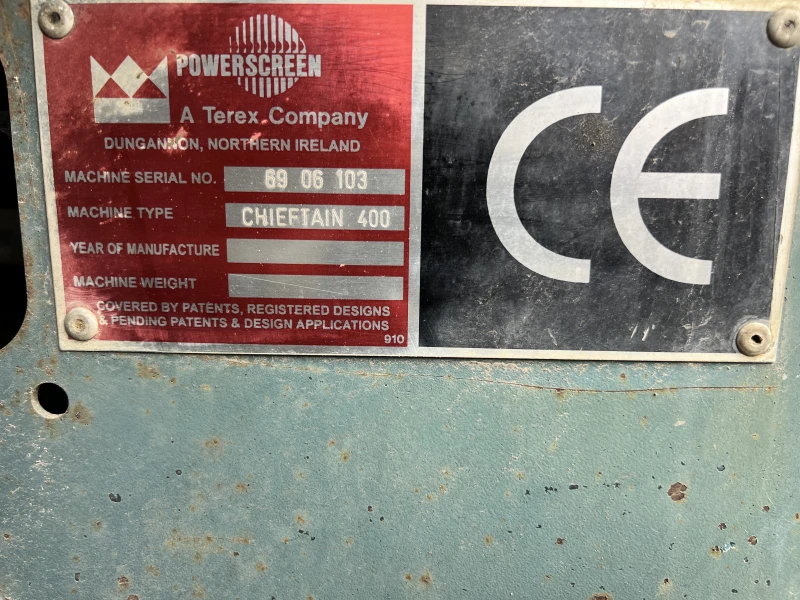 POWERSCREEN
A Terex Company
DUNGANNON, NORTHERN IRELAND
MACHINE SERIAL NO. 69 06 103
MACHINE TYPE CHIEFTAIN 400
YEAR OF MANUFACTURE
MACHINE WEIGHT
COVERED BY PATENTS, REGISTERED DESIGNS
& PENDING PATENTS & DESIGN APPLICATIONS
910
CE